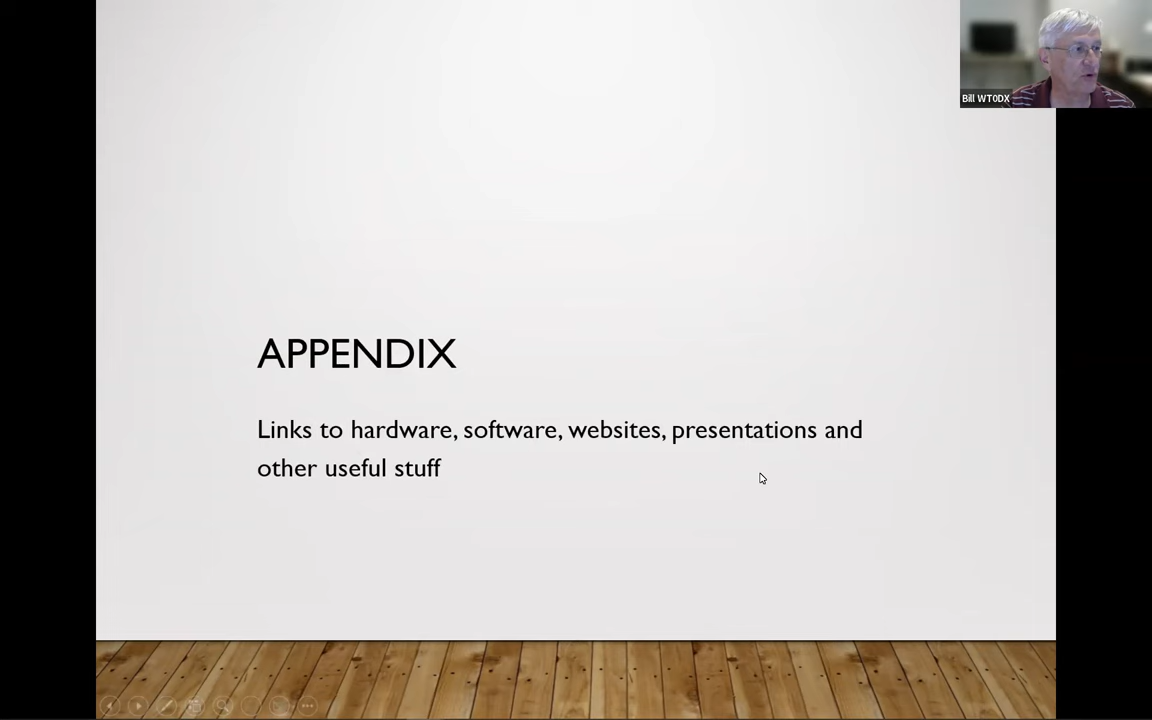 Bill WT0DX
APPENDIX
Links to hardware, software, websites, presentations and
other useful stuff